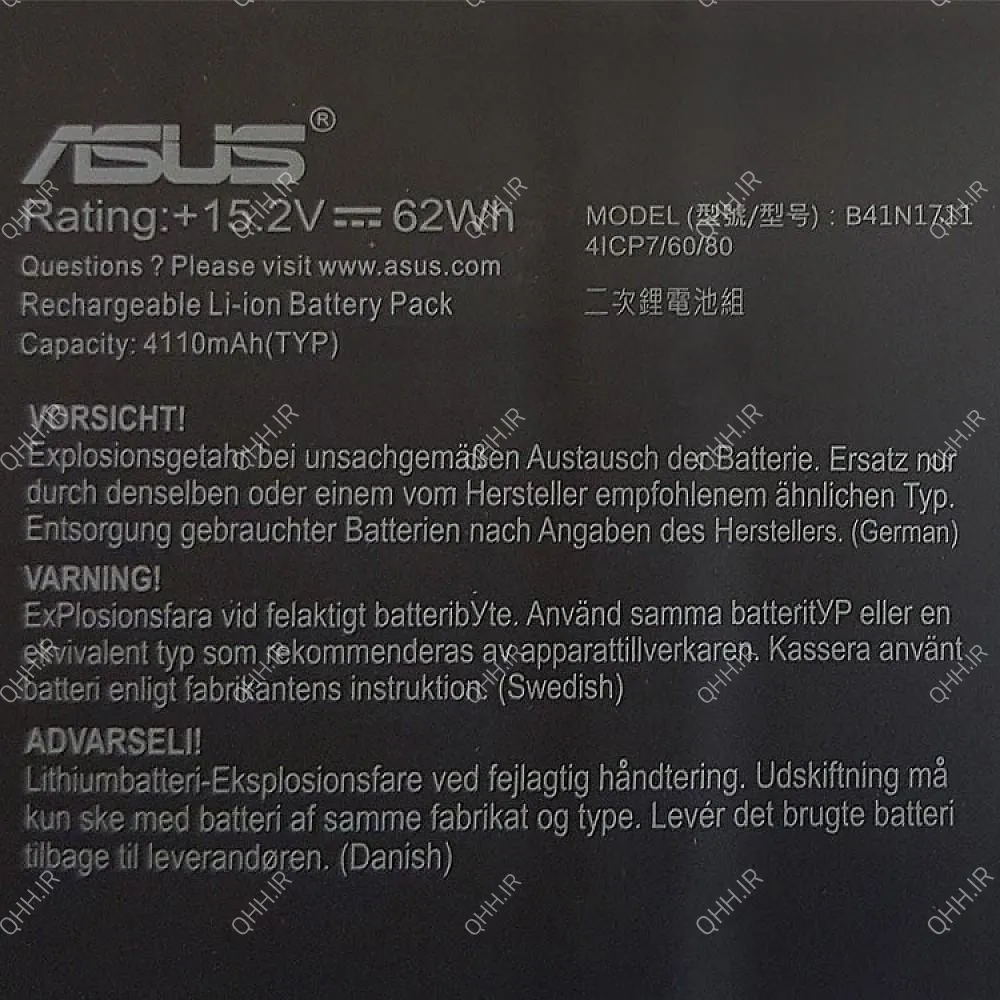 ASUS®
Rating:+15.2V⎓62Wh
Questions ? Please visit www.asus.com
Rechargeable Li-ion Battery Pack
Capacity: 4110mAh(TYP)
MODEL (型號/型号) : B41N1711
4ICP7/60/80
二次鋰電池組
VORSICHT!
Explosionsgetahr bei unsachgemäßen Austausch der Batterie. Ersatz nur
durch denselben oder einem vom Hersteller empfohlenem ähnlichen Typ.
Entsorgung gebrauchter Batterien nach Angaben des Herstellers. (German)
VARNING!
ExPlosionsfara vid felaktigt batteribYte. Använd samma batteritYP eller en
ekvivalent typ som rekommenderas av apparattillverkaren. Kassera använt
batteri enligt fabrikantens instruktion. (Swedish)
ADVARSELI!
Lithiumbatteri-Eksplosionsfare ved fejlagtig håndtering. Udskiftning må
kun ske med batteri af samme fabrikat og type. Levér det brugte batteri
tilbage til leverandøren. (Danish)
QHH.IR